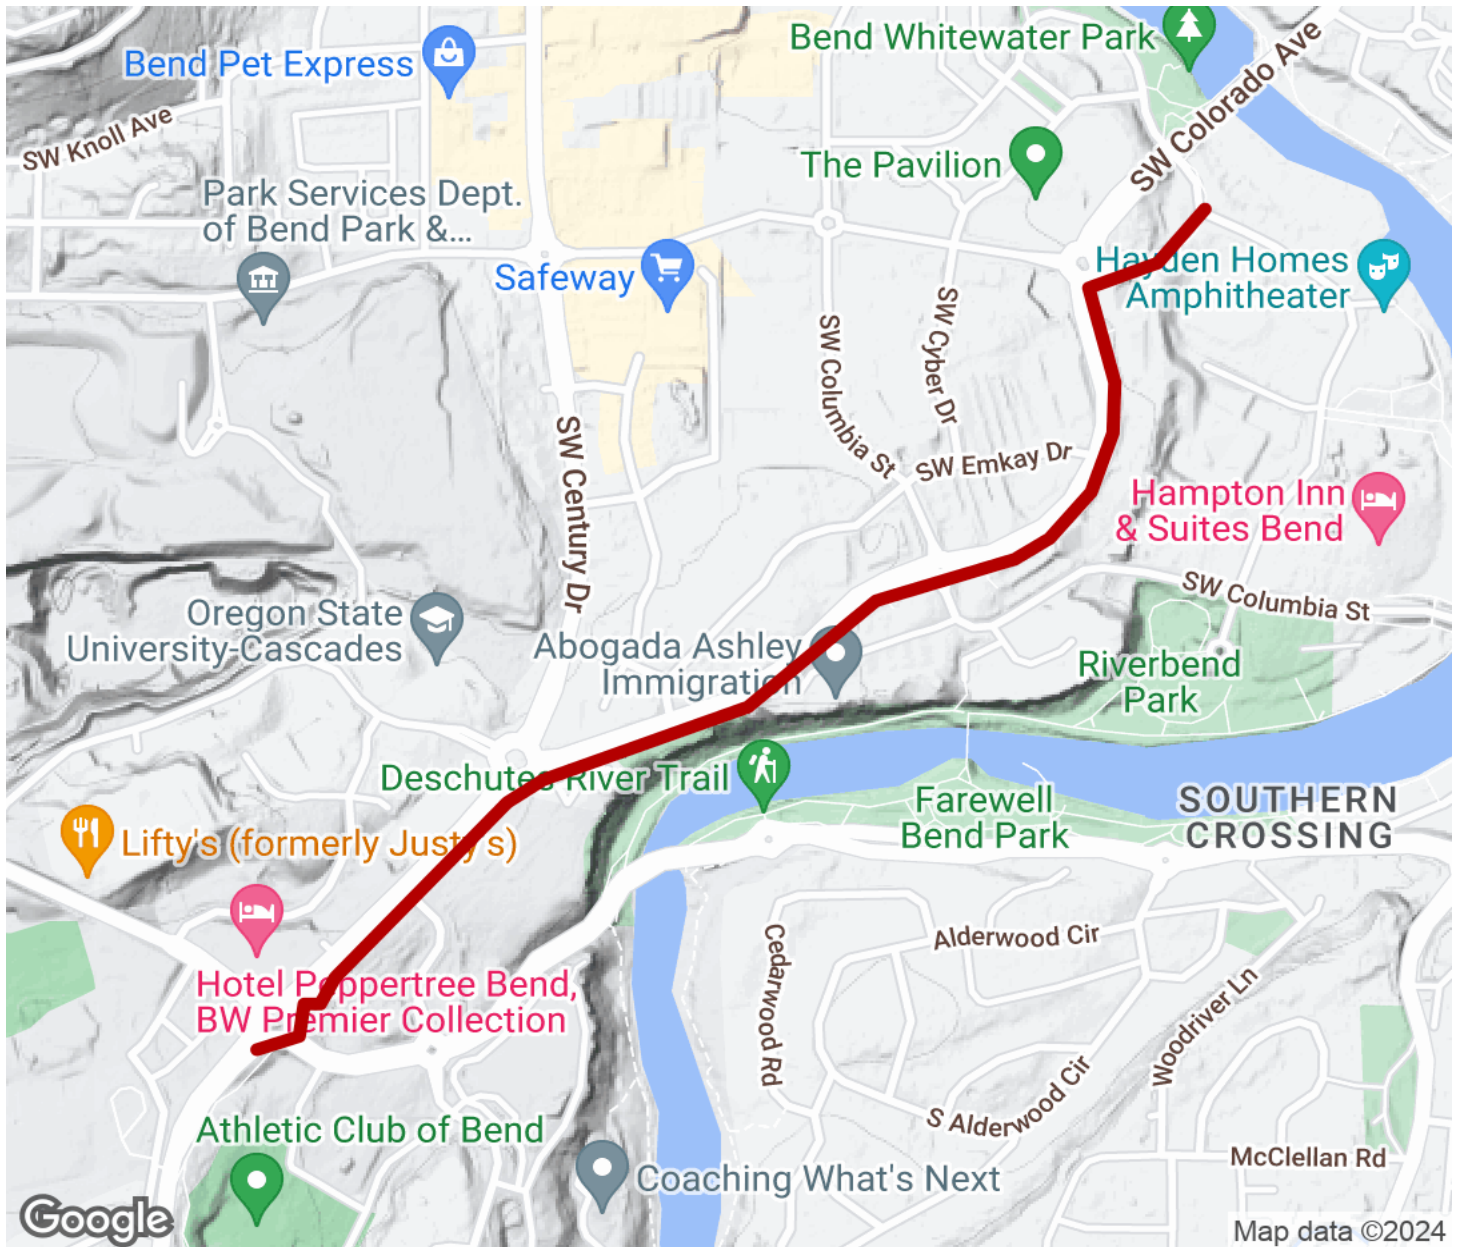 Bend Whitewater Park
SW Colorado Ave
Bend Pet Express
SW Knoll Ave
The Pavilion
Park Services Dept.
of Bend Park &...
Safeway
Hayden Homes
Amphitheater
SW Columbia St
SW Cyber Dr
SW Century Dr
SW Emkay Dr
Hampton Inn
& Suites Bend
SW Columbia St
Oregon State
University-Cascades
Abogada Ashley
Immigration
Riverbend
Park
Deschutes River Trail
Farewell
Bend Park
SOUTHERN
CROSSING
Lifty's (formerly Justy's)
Cedarwood Rd
Alderwood Cir
Woodriver Ln
Hotel Peppertree Bend,
BW Premier Collection
S Alderwood Cir
Athletic Club of Bend
Coaching What's Next
McClellan Rd
Google
Map data ©2024